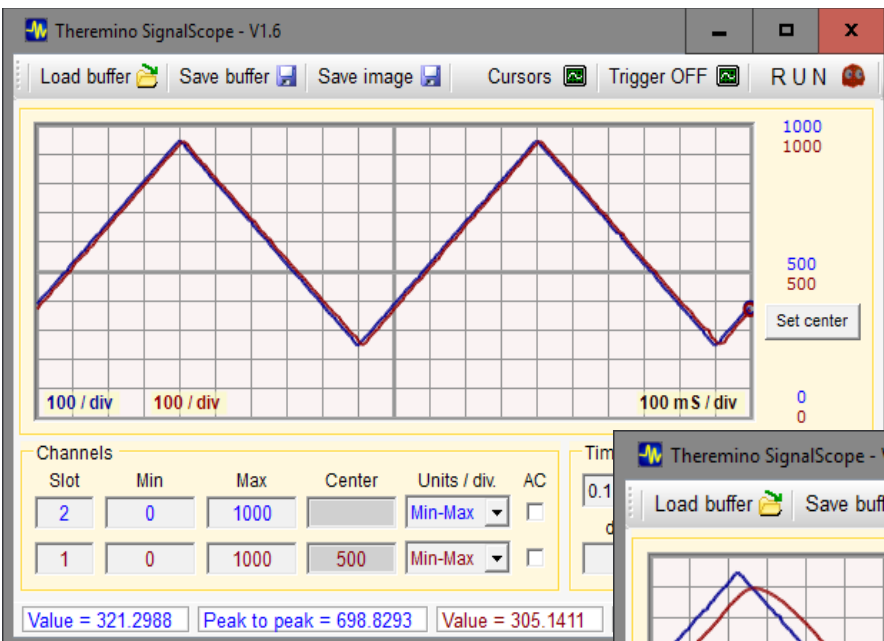 Theremino SignalScope - V1.6
Load buffer Save buffer Save image Cursors Trigger OFF R U N
1000
1000
500
500
Set center
100 / div 100 / div 100 mS / div
0
0
Channels
Slot Min Max Center Units / div. AC
2 0 1000 Min-Max
1 0 1000 500 Min-Max
Value = 321.2988 Peak to peak = 698.8293 Value = 305.1411
Tim
0.1
d
Theremino SignalScope -
Load buffer Save buff